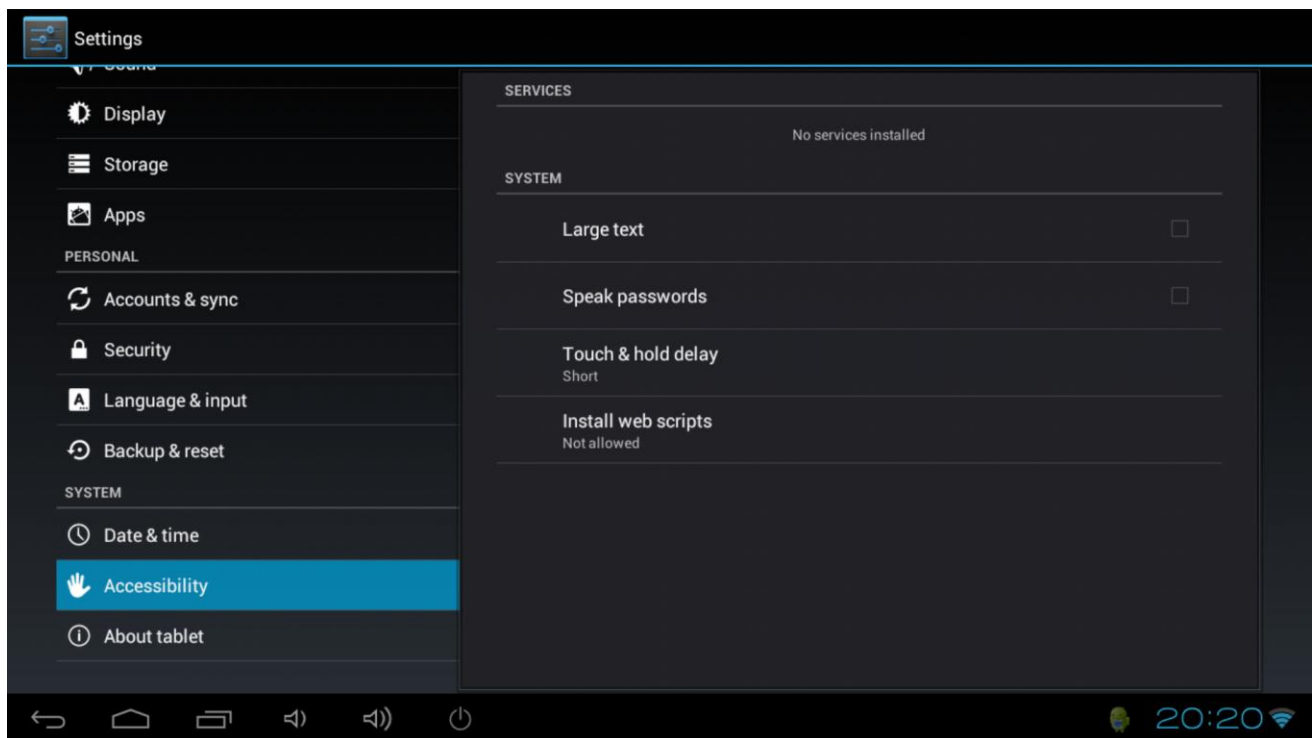 Settings
Sound
Display
Storage
Apps
PERSONAL
Accounts & sync
Security
Language & input
Backup & reset
SYSTEM
Date & time
Accessibility
About tablet
SERVICES
No services installed
SYSTEM
Large text
Speak passwords
Touch & hold delay
Short
Install web scripts
Not allowed
20:20